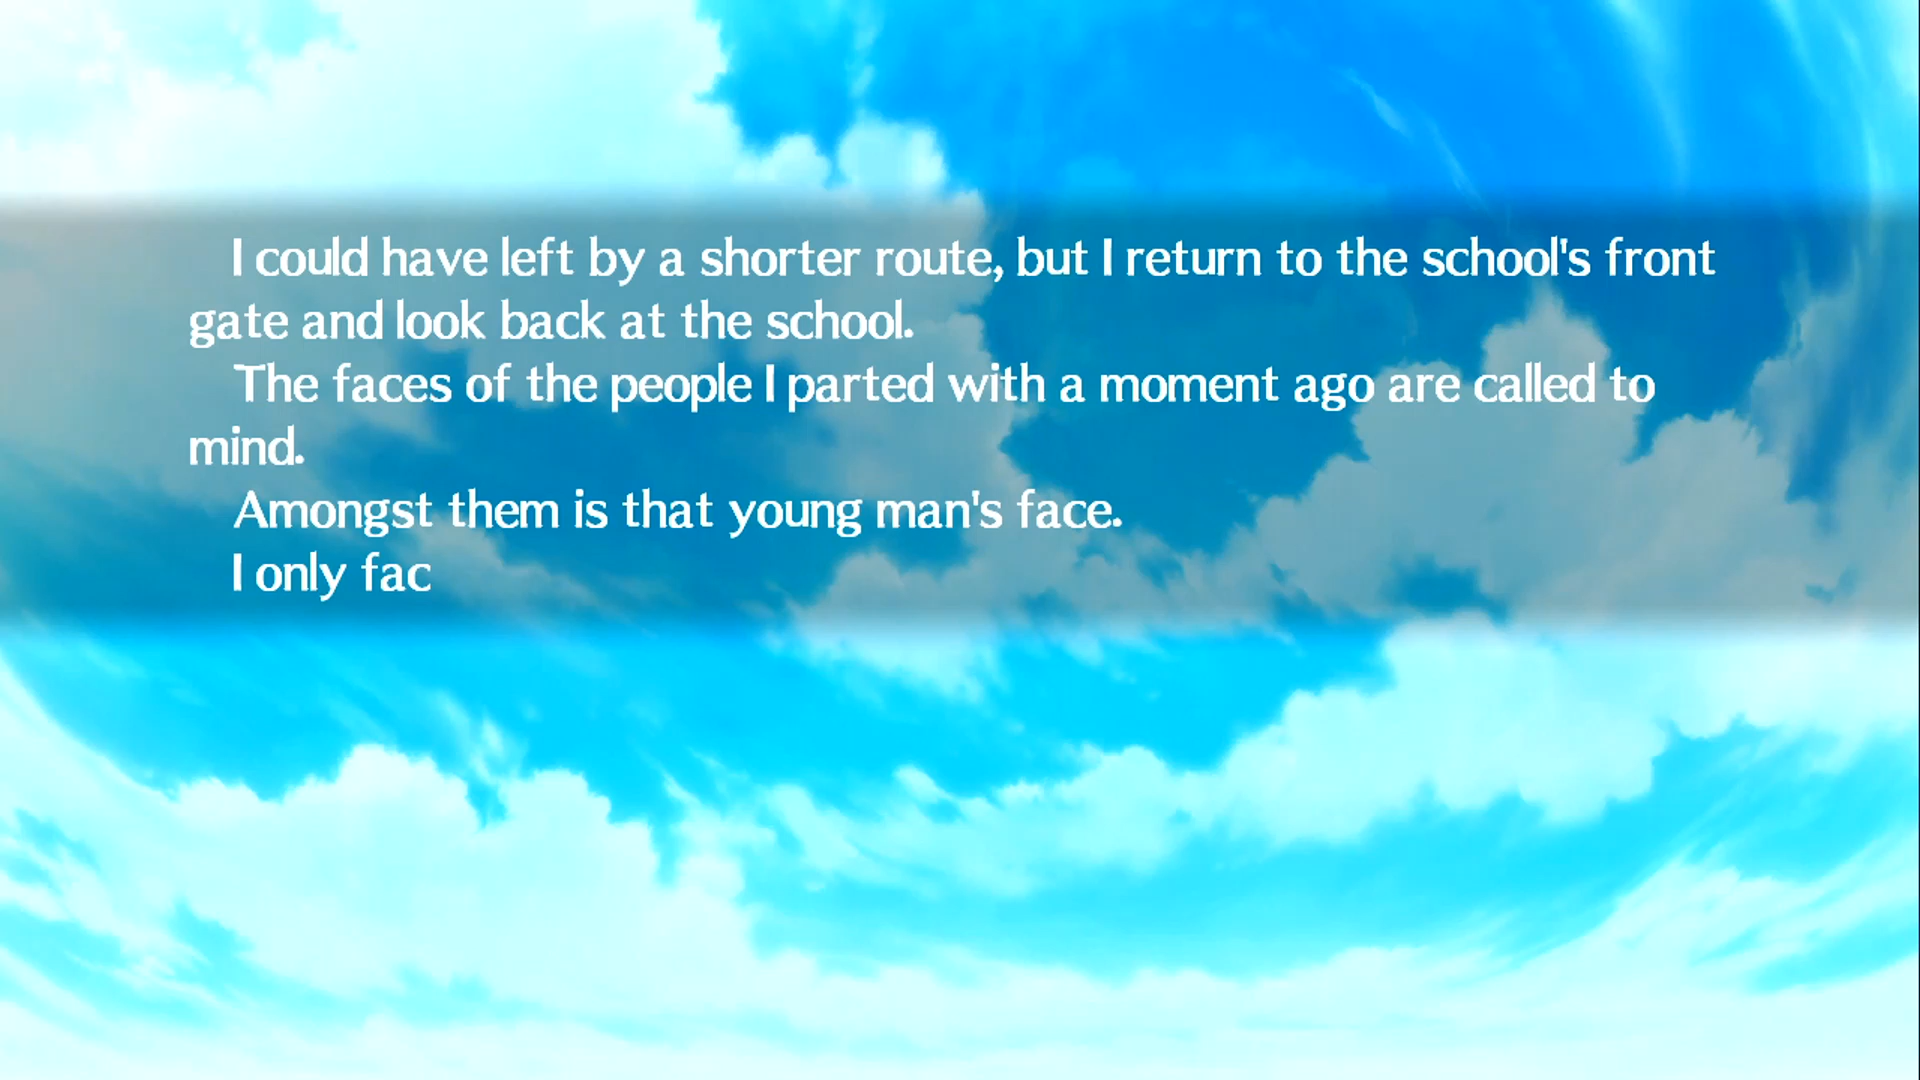 I could have left by a shorter route, but I return to the school's front
gate and look back at the school.
The faces of the people I parted with a moment ago are called to
mind.
Amongst them is that young man's face.
I only fac